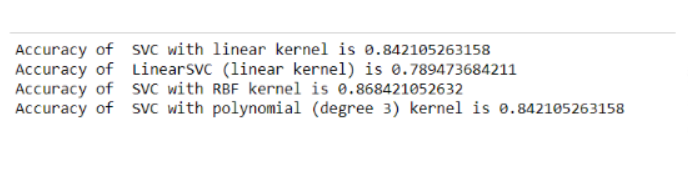 Accuracy of  SVC with linear kernel is 0.842105263158
Accuracy of  LinearSVC (linear kernel) is 0.789473684211
Accuracy of  SVC with RBF kernel is 0.868421052632
Accuracy of  SVC with polynomial (degree 3) kernel is 0.842105263158